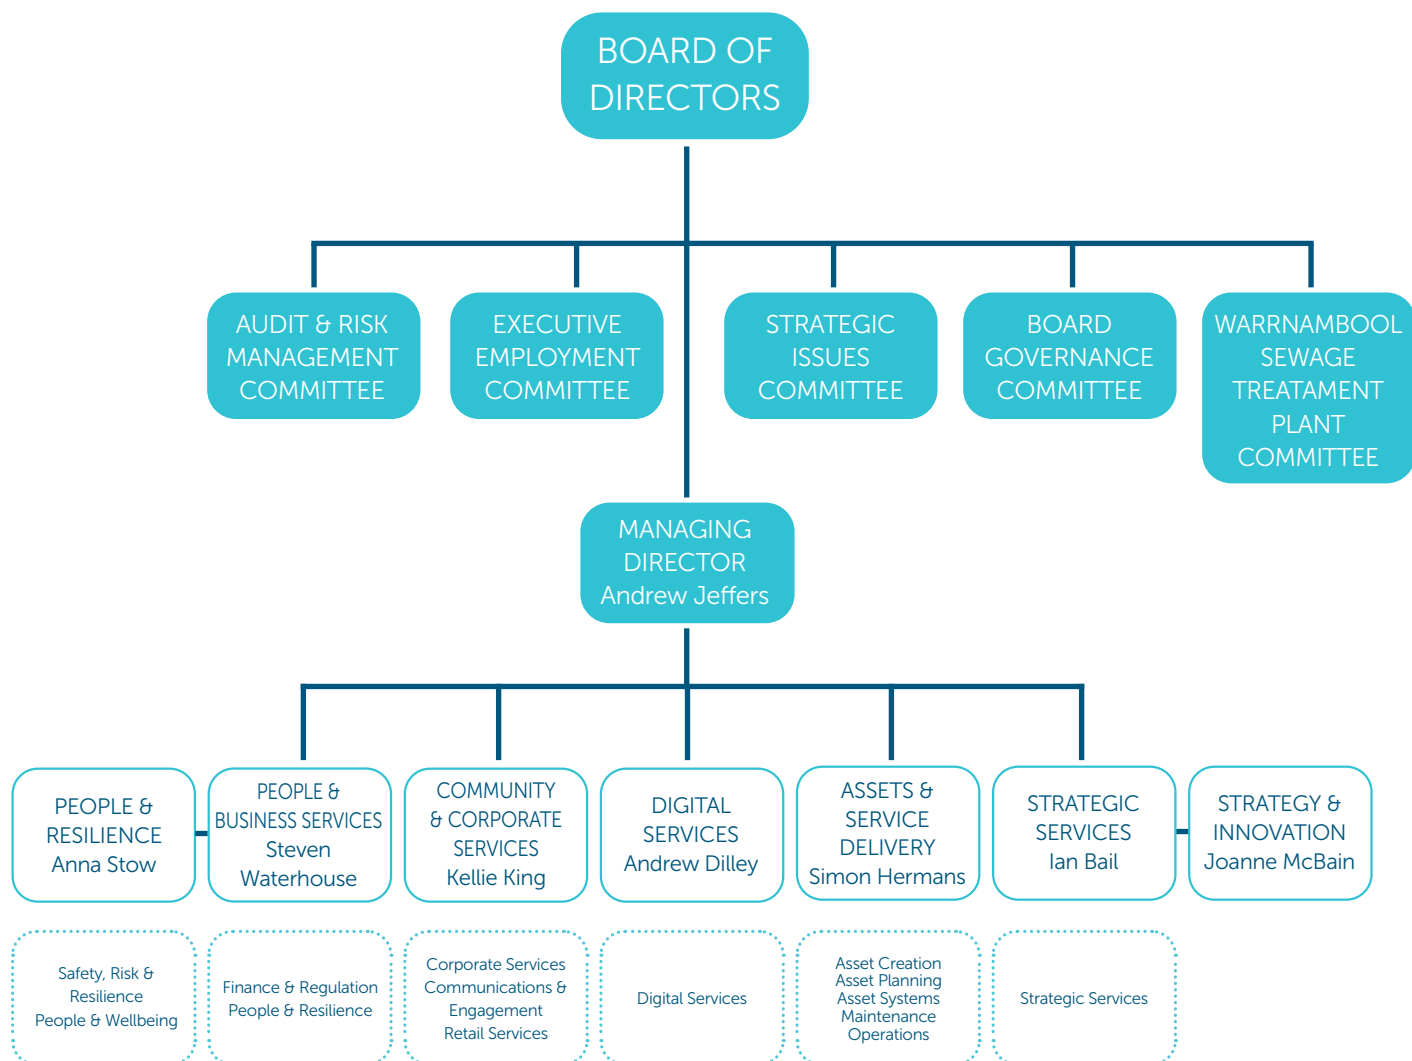 BOARD OF
DIRECTORS
AUDIT & RISK
MANAGEMENT
COMMITTEE
EXECUTIVE
EMPLOYMENT
COMMITTEE
STRATEGIC
ISSUES
COMMITTEE
BOARD
GOVERNANCE
COMMITTEE
WARRNAMBOOL
SEWAGE
TREATAMENT
PLANT
COMMITTEE
MANAGING
DIRECTOR
Andrew Jeffers
PEOPLE &
RESILIENCE
Anna Stow
PEOPLE &
BUSINESS SERVICES
Steven
Waterhouse
COMMUNITY
& CORPORATE
SERVICES
Kellie King
DIGITAL
SERVICES
Andrew Dilley
ASSETS &
SERVICE
DELIVERY
Simon Hermans
STRATEGIC
SERVICES
Ian Bail
STRATEGY &
INNOVATION
Joanne McBain
Safety, Risk &
Resilience
People & Wellbeing
Finance & Regulation
People & Resilience
Corporate Services
Communications &
Engagement
Retail Services
Digital Services
Asset Creation
Asset Planning
Asset Systems
Maintenance
Operations
Strategic Services